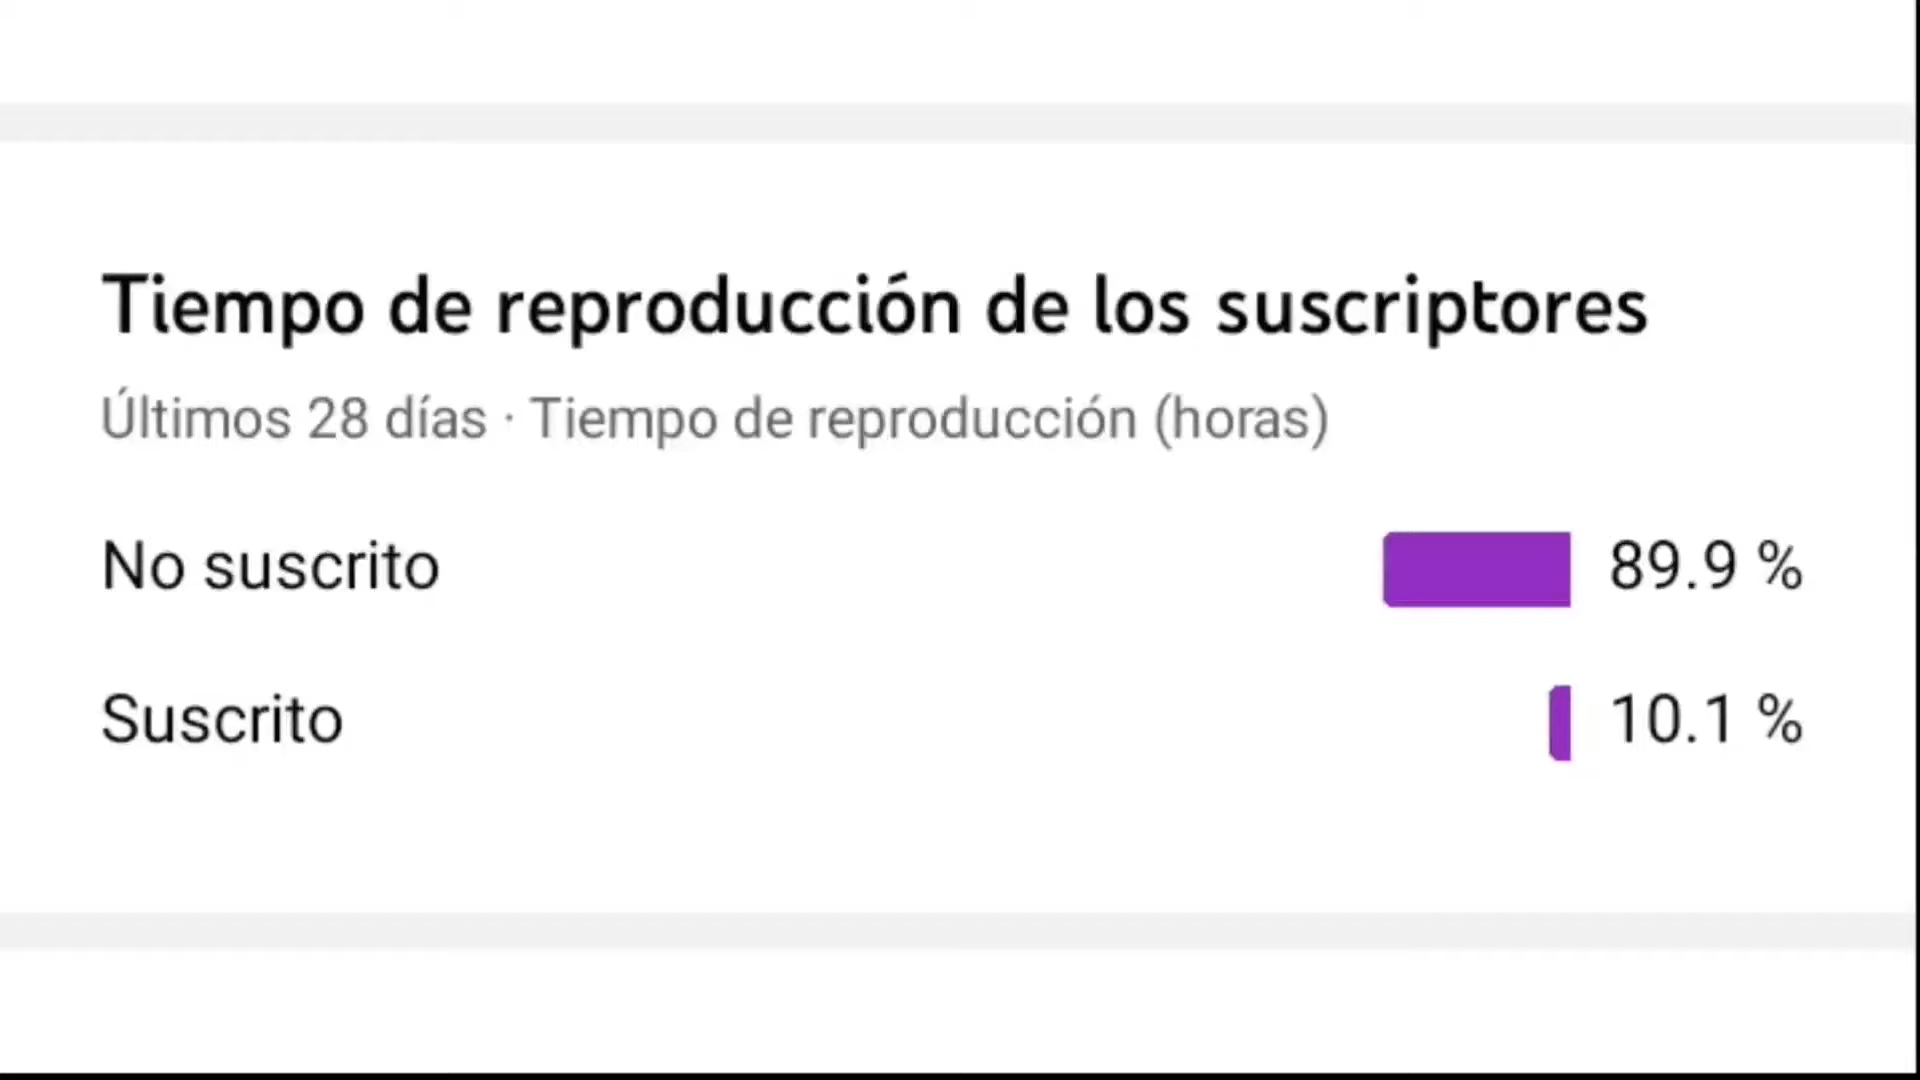 Tiempo de reproducción de los suscriptores
Últimos 28 días · Tiempo de reproducción (horas)
No suscrito 89.9 %
Suscrito 10.1 %